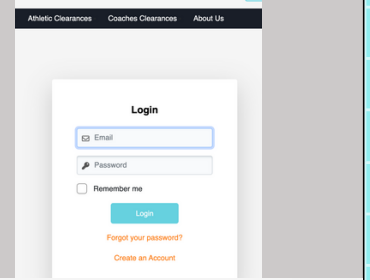 Athletic Clearances Coaches Clearances About Us
Login
Email
Password
Remember me
Login
Forgot your password?
Create an Account